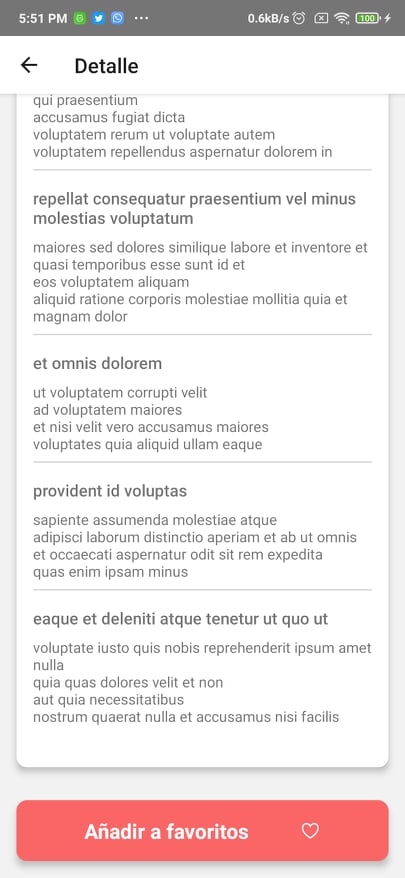 5:51 PM ··· 0.6kB/s 100
Detalle
qui praesentium
accusamus fugiat dicta
voluptatem rerum ut voluptate autem
voluptatem repellendus aspernatur dolorem in
repellat consequatur praesentium vel minus
molestias voluptatum
maiores sed dolores similique labore et inventore et
quasi temporibus esse sunt id et
eos voluptatem aliquam
aliquid ratione corporis molestiae mollitia quia et
magnam dolor
et omnis dolorem
ut voluptatem corrupti velit
ad voluptatem maiores
et nisi velit vero accusamus maiores
voluptates quia aliquid ullam eaque
provident id voluptas
sapiente assumenda molestiae atque
adipisci laborum distinctio aperiam et ab ut omnis
et occaecati aspernatur odit sit rem expedita
quas enim ipsam minus
eaque et deleniti atque tenetur ut quo ut
voluptate iusto quis nobis reprehenderit ipsum amet
nulla
quia quas dolores velit et non
aut quia necessitatibus
nostrum quaerat nulla et accusamus nisi facilis
Añadir a favoritos